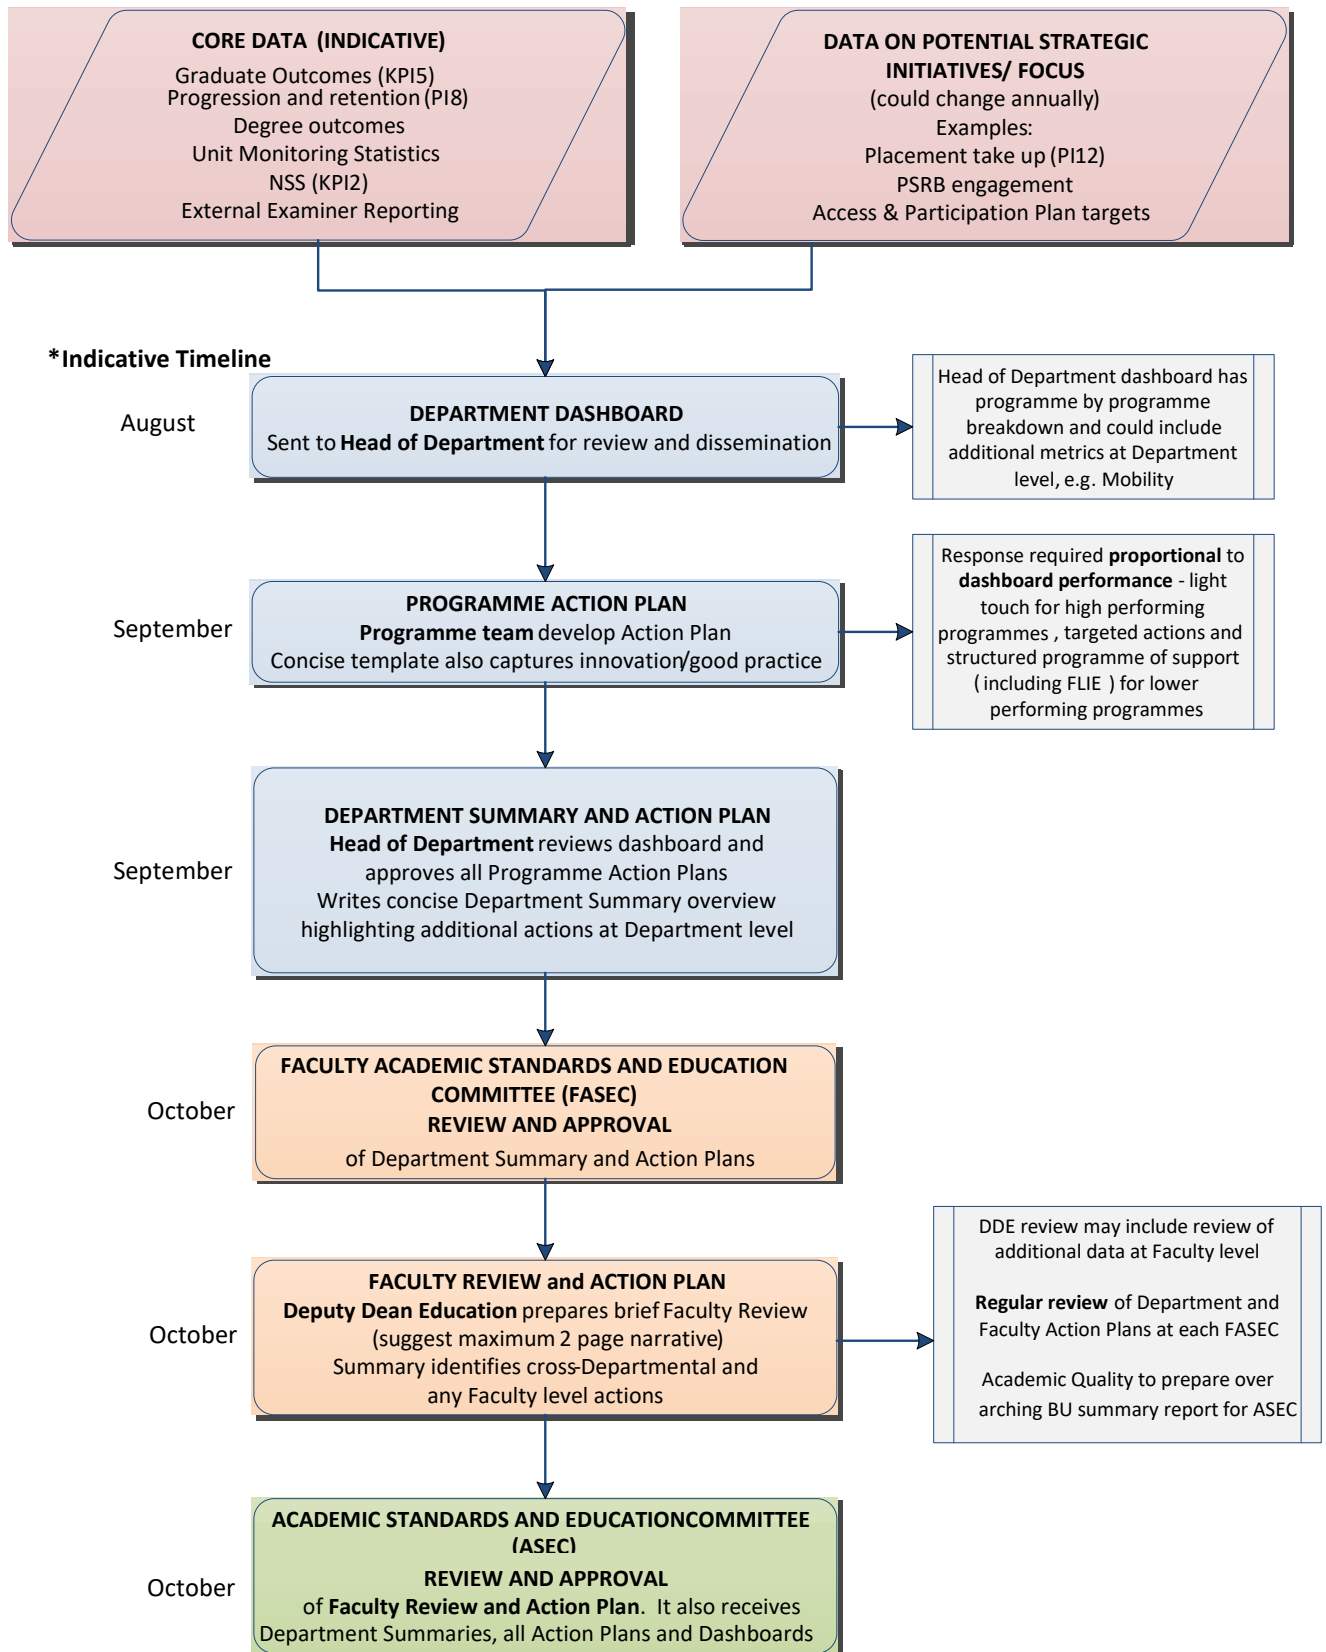 CORE DATA (INDICATIVE)
Graduate Outcomes (KPI5)
Progression and retention (PI8)
Degree outcomes
Unit Monitoring Statistics
NSS (KPI2)
External Examiner Reporting
DATA ON POTENTIAL STRATEGIC
INITIATIVES/ FOCUS
(could change annually)
Examples:
Placement take up (PI12)
PSRB engagement
Access & Participation Plan targets
*Indicative Timeline
August
DEPARTMENT DASHBOARD
Sent to Head of Department for review and dissemination
Head of Department dashboard has
programme by programme
breakdown and could include
additional metrics at Department
level, e.g. Mobility
September
PROGRAMME ACTION PLAN
Programme team develop Action Plan
Concise template also captures innovation/good practice
Response required proportional to
dashboard performance - light
touch for high performing
programmes , targeted actions and
structured programme of support
( including FLIE ) for lower
performing programmes
September
DEPARTMENT SUMMARY AND ACTION PLAN
Head of Department reviews dashboard and
approves all Programme Action Plans
Writes concise Department Summary overview
highlighting additional actions at Department level
October
FACULTY ACADEMIC STANDARDS AND EDUCATION
COMMITTEE (FASEC)
REVIEW AND APPROVAL
of Department Summary and Action Plans
October
FACULTY REVIEW and ACTION PLAN
Deputy Dean Education prepares brief Faculty Review
(suggest maximum 2 page narrative)
Summary identifies cross-Departmental and
any Faculty level actions
DDE review may include review of
additional data at Faculty level
Regular review of Department and
Faculty Action Plans at each FASEC
Academic Quality to prepare over
arching BU summary report for ASEC
October
ACADEMIC STANDARDS AND EDUCATIONCOMMITTEE
(ASEC)
REVIEW AND APPROVAL
of Faculty Review and Action Plan. It also receives
Department Summaries, all Action Plans and Dashboards